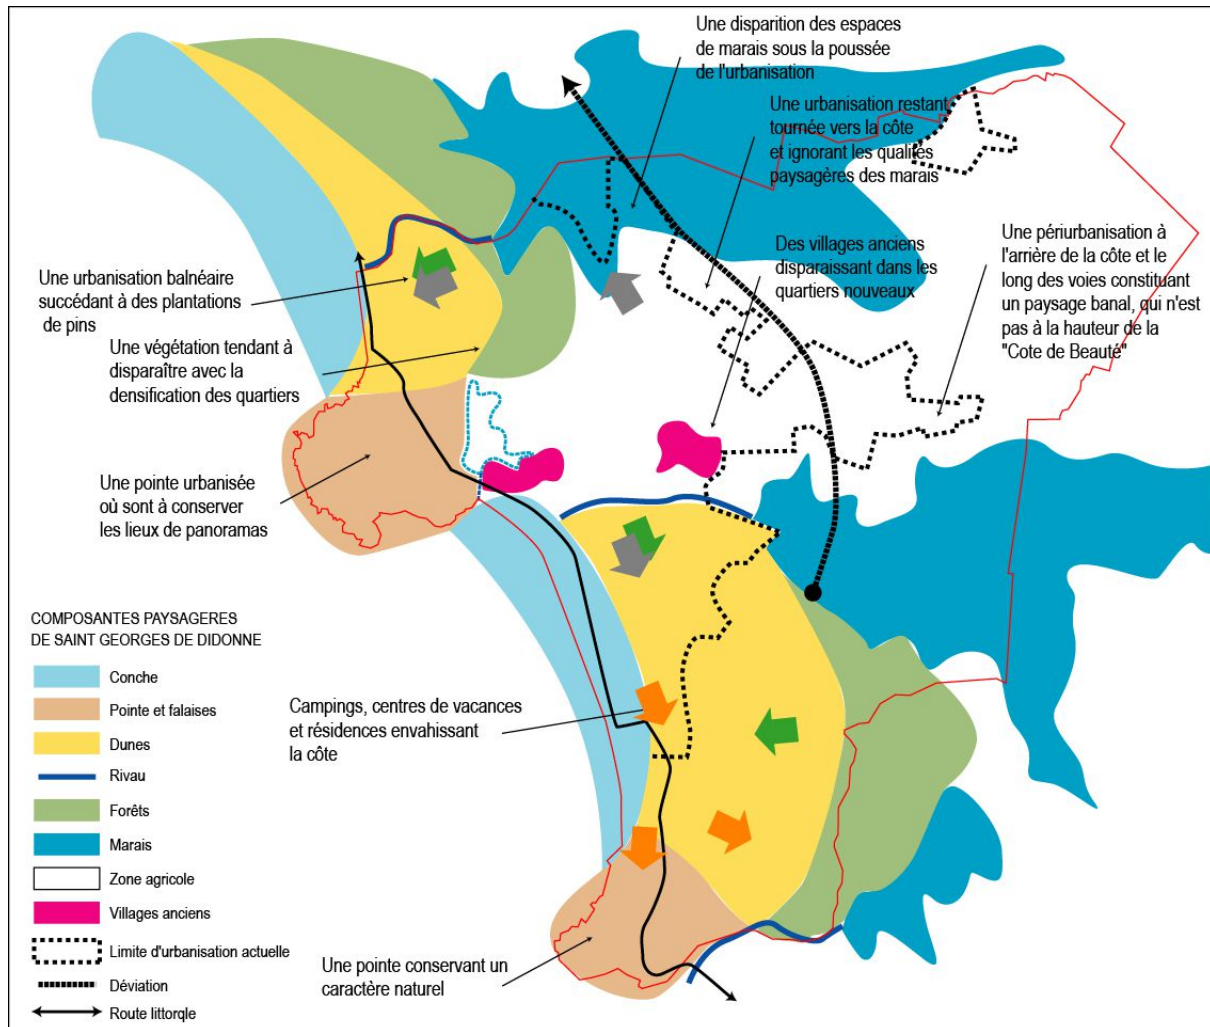 Une disparition des espaces
de marais sous la poussée
de l'urbanisation
Une urbanisation restant
tournée vers la côte
et ignorant les qualités
paysagères des marais
Des villages anciens
disparaissant dans les
quartiers nouveaux
Une périurbanisation à
l'arrière de la côte et le
long des voies constituant
un paysage banal, qui n'est
pas à la hauteur de la
"Cote de Beauté"
Une urbanisation balnéaire
succédant à des plantations
de pins
Une végétation tendant à
disparaître avec la
densification des quartiers
Une pointe urbanisée
où sont à conserver
les lieux de panoramas
Campings, centres de vacances
et résidences envahissant
la côte
Une pointe conservant un
caractère naturel
COMPOSANTES PAYSAGERES
DE SAINT GEORGES DE DIDONNE
Conche
Pointe et falaises
Dunes
Rivau
Forêts
Marais
Zone agricole
Villages anciens
Limite d'urbanisation actuelle
Déviation
Route littorqle